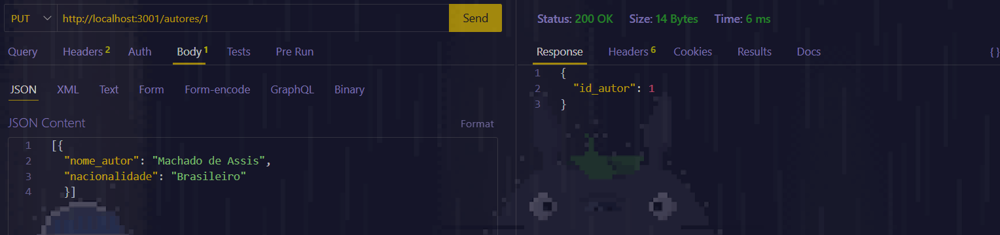 PUT http://localhost:3001/autores/1 Send
Query Headers 2 Auth Body 1 Tests Pre Run
JSON XML Text Form Form-encode GraphQL Binary
JSON Content Format
1 [{
2 "nome_autor": "Machado de Assis",
3 "nacionalidade": "Brasileiro"
4 }]
Status: 200 OK Size: 14 Bytes Time: 6 ms
Response Headers 6 Cookies Results Docs {}
1 {
2 "id_autor": 1
3 }